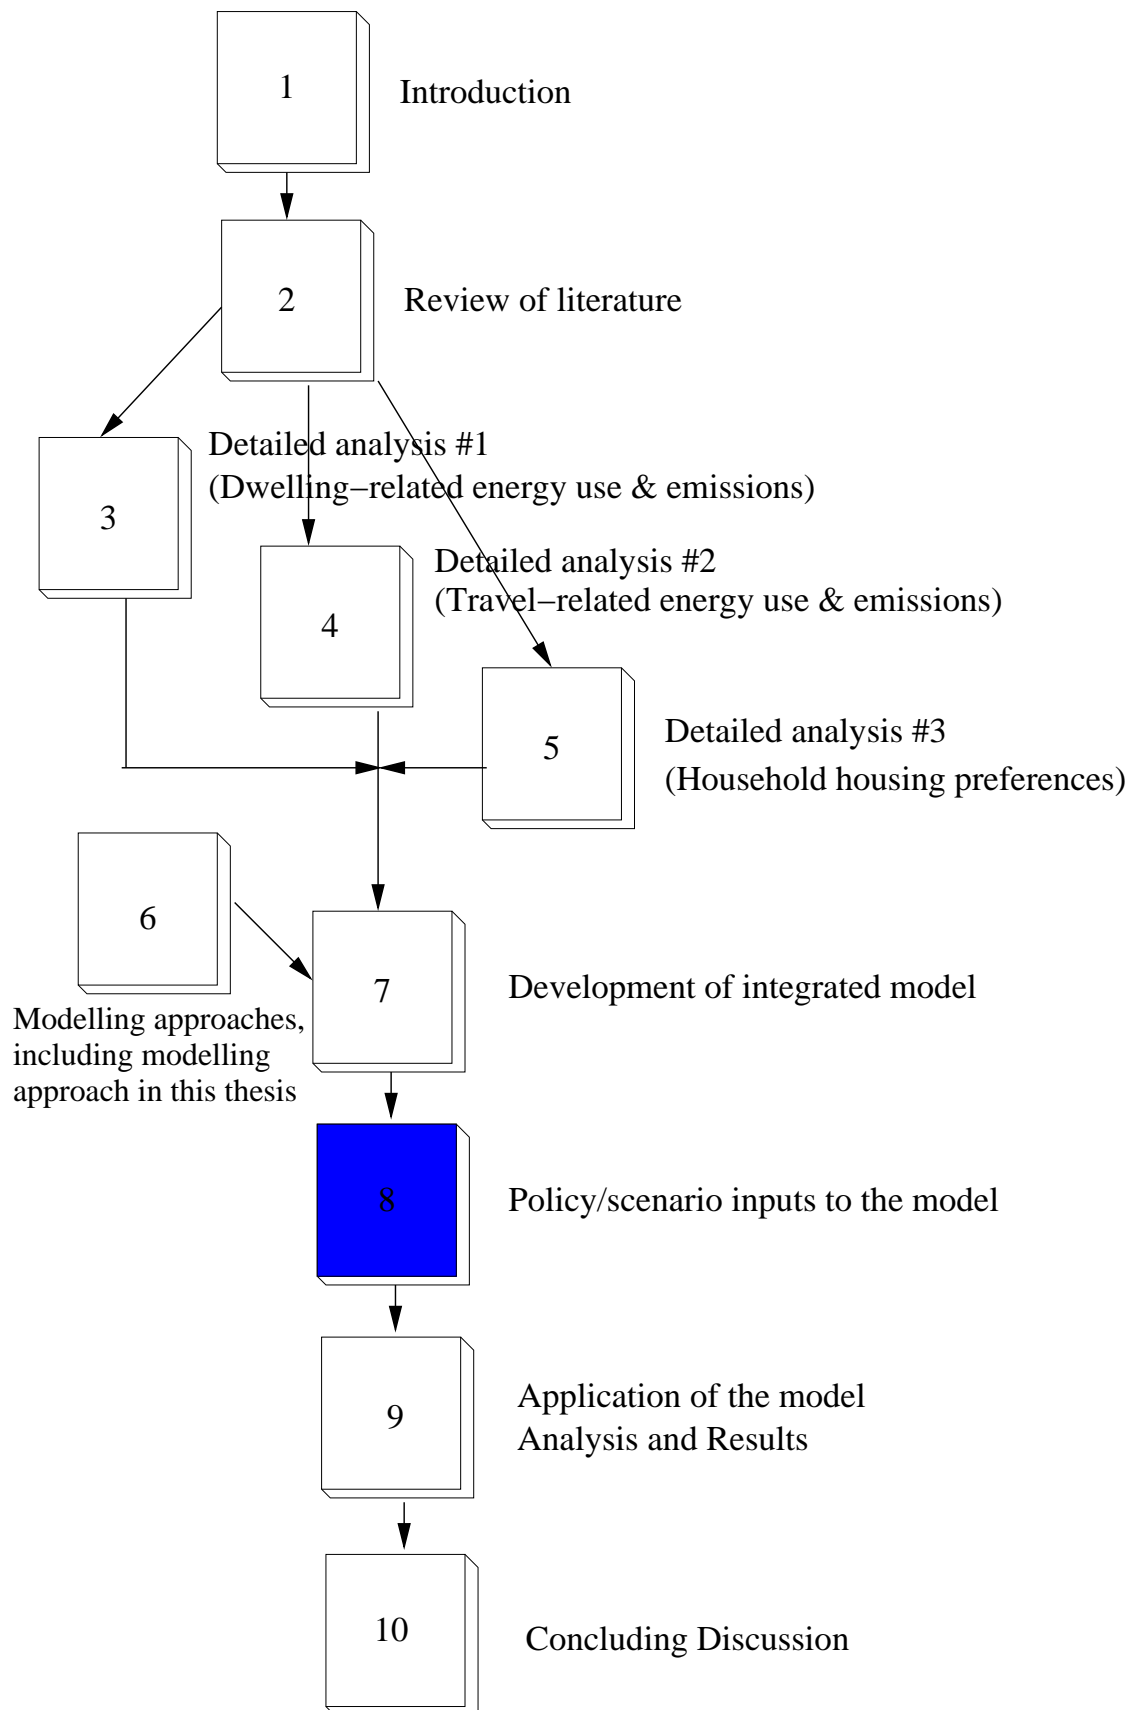 1
Introduction
2
Review of literature
3
Detailed analysis #1
(Dwelling−related energy use & emissions)
4
Detailed analysis #2
(Travel−related energy use & emissions)
5
Detailed analysis #3
(Household housing preferences)
6
Modelling approaches,
including modelling
approach in this thesis
7
Development of integrated model
8
Policy/scenario inputs to the model
9
Application of the model
Analysis and Results
10
Concluding Discussion